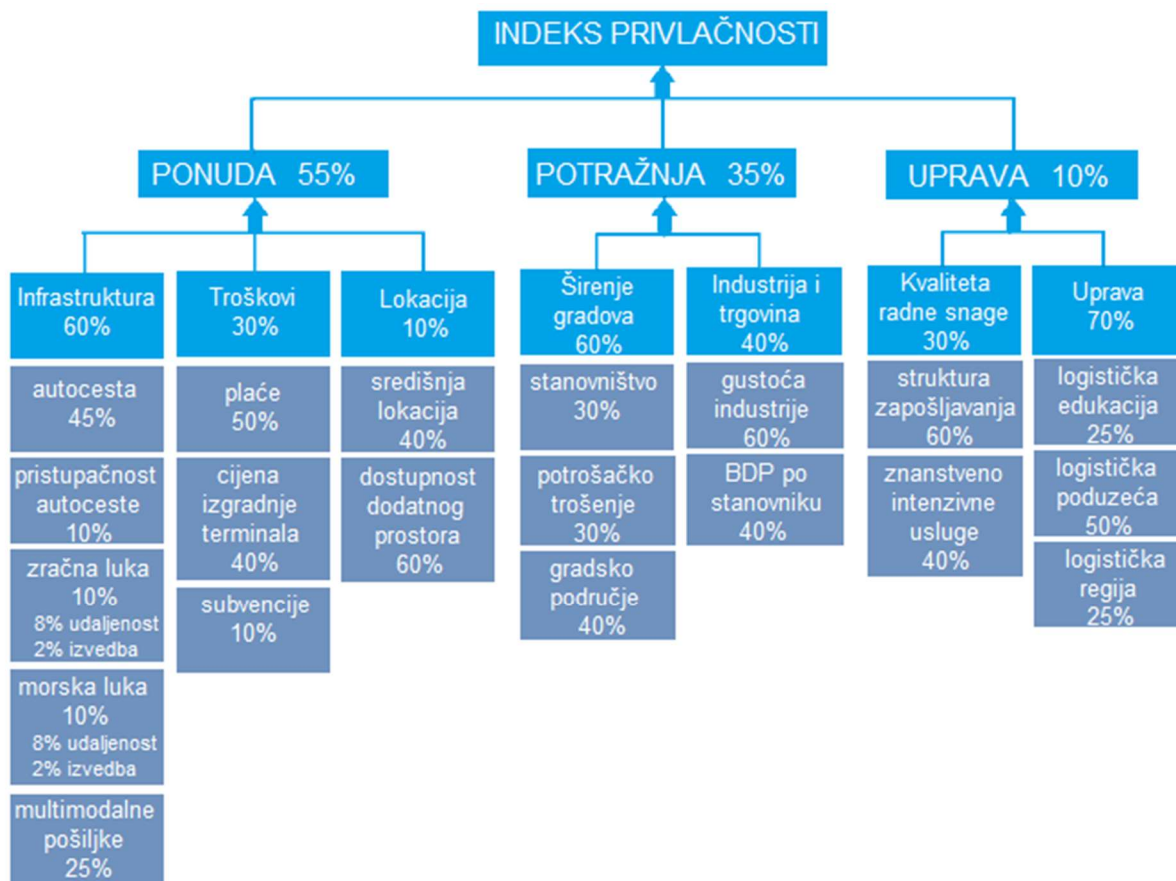 INDEKS PRIVLAČNOSTI
PONUDA 55%
POTRAŽNJA 35%
UPRAVA 10%
Infrastruktura
60%
autocesta
45%
pristupačnost
autoceste
10%
zračna luka
10%
8% udaljenost
2% izvedba
morska luka
10%
8% udaljenost
2% izvedba
multimodalne
pošiljke
25%
Troškovi
30%
plaće
50%
cijena
izgradnje
terminala
40%
subvencije
10%
Lokacija
10%
središnja
lokacija
40%
dostupnost
dodatnog
prostora
60%
Širenje
gradova
60%
stanovništvo
30%
potrošačko
trošenje
30%
gradsko
područje
40%
Industrija i
trgovina
40%
gustoća
industrije
60%
BDP po
stanovniku
40%
Kvaliteta
radne snage
30%
struktura
zapošljavanja
60%
znanstveno
intenzivne
usluge
40%
Uprava
70%
logistička
edukacija
25%
logistička
poduzeća
50%
logistička
regija
25%